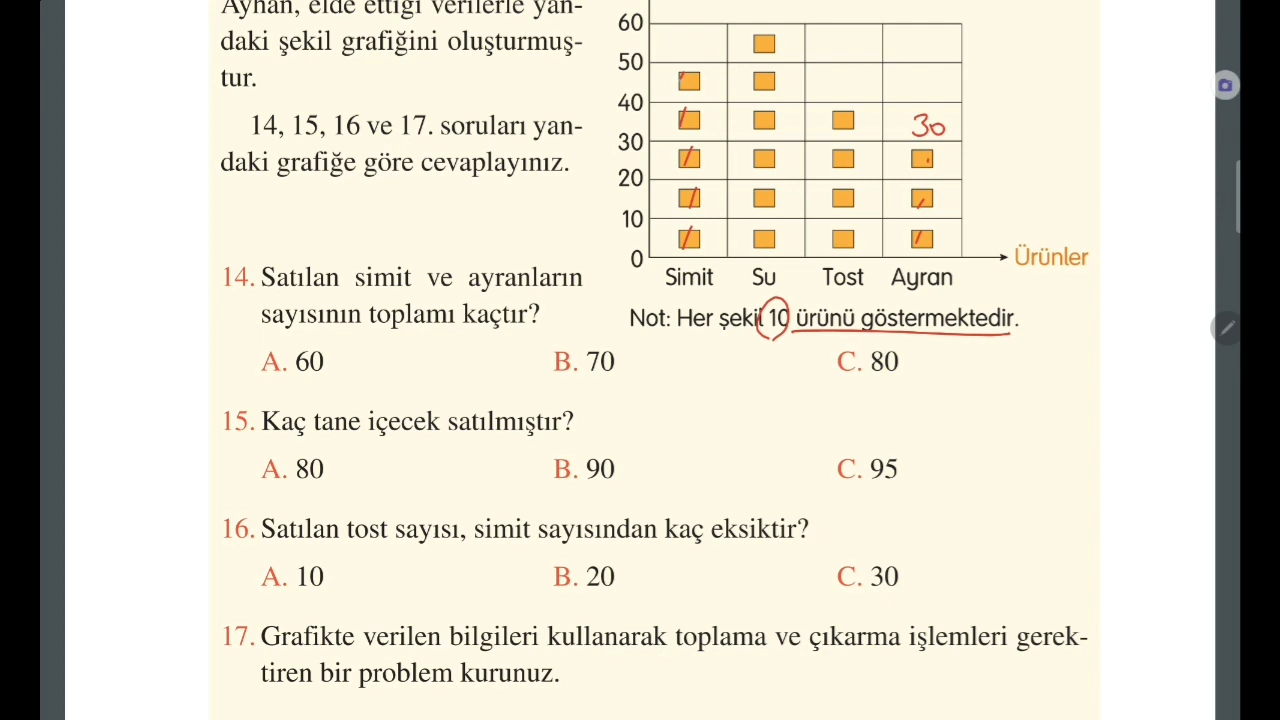 Ayhan, elde ettiği verilerle yan-
daki şekil grafiğini oluşturmuş-
tur.
14, 15, 16 ve 17. soruları yan-
daki grafiğe göre cevaplayınız.
60
50
40
30
30
20
10
0
Ürünler
Simit Su Tost Ayran
Not: Her şekil 10 ürünü göstermektedir.
14. Satılan simit ve ayranların
sayısının toplamı kaçtır?
A. 60 B. 70 C. 80
15. Kaç tane içecek satılmıştır?
A. 80 B. 90 C. 95
16. Satılan tost sayısı, simit sayısından kaç eksiktir?
A. 10 B. 20 C. 30
17. Grafikte verilen bilgileri kullanarak toplama ve çıkarma işlemleri gerek-
tiren bir problem kurunuz.